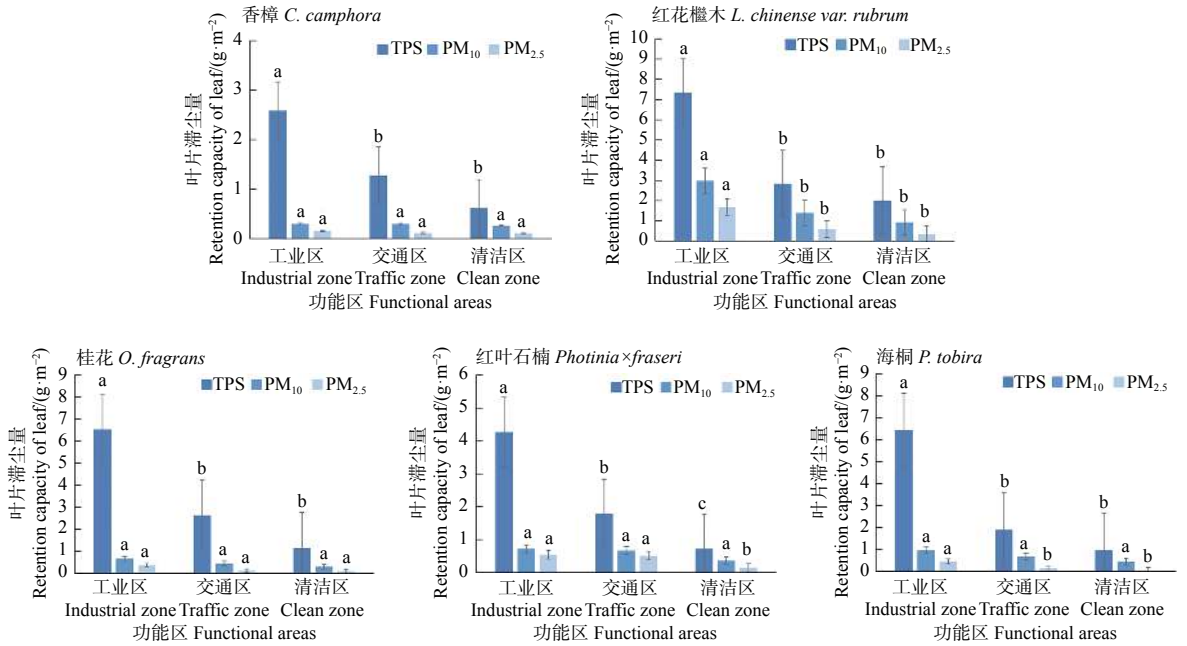 香樟 C. camphora
叶片滞尘量
Retention capacity of leaf/(g·m⁻²)
4
3
2
1
0
TPS PM₁₀ PM₂.₅
a
a a
b
a a
b
a a
工业区 交通区 清洁区
Industrial zone Traffic zone Clean zone
功能区 Functional areas
红花檵木 L. chinense var. rubrum
叶片滞尘量
Retention capacity of leaf/(g·m⁻²)
10
9
8
7
6
5
4
3
2
1
0
TPS PM₁₀ PM₂.₅
a
a
a
b
b
b
b
b
b
工业区 交通区 清洁区
Industrial zone Traffic zone Clean zone
功能区 Functional areas
桂花 O. fragrans
叶片滞尘量
Retention capacity of leaf/(g·m⁻²)
9
8
7
6
5
4
3
2
1
0
TPS PM₁₀ PM₂.₅
a
a a
b
a a
b
a a
工业区 交通区 清洁区
Industrial zone Traffic zone Clean zone
功能区 Functional areas
红叶石楠 Photinia×fraseri
叶片滞尘量
Retention capacity of leaf/(g·m⁻²)
6
5
4
3
2
1
0
TPS PM₁₀ PM₂.₅
a
a a
b
a a
c
a b
工业区 交通区 清洁区
Industrial zone Traffic zone Clean zone
功能区 Functional areas
海桐 P. tobira
叶片滞尘量
Retention capacity of leaf/(g·m⁻²)
9
8
7
6
5
4
3
2
1
0
TPS PM₁₀ PM₂.₅
a
a
a
b
a
b
b
a
b
工业区 交通区 清洁区
Industrial zone Traffic zone Clean zone
功能区 Functional areas